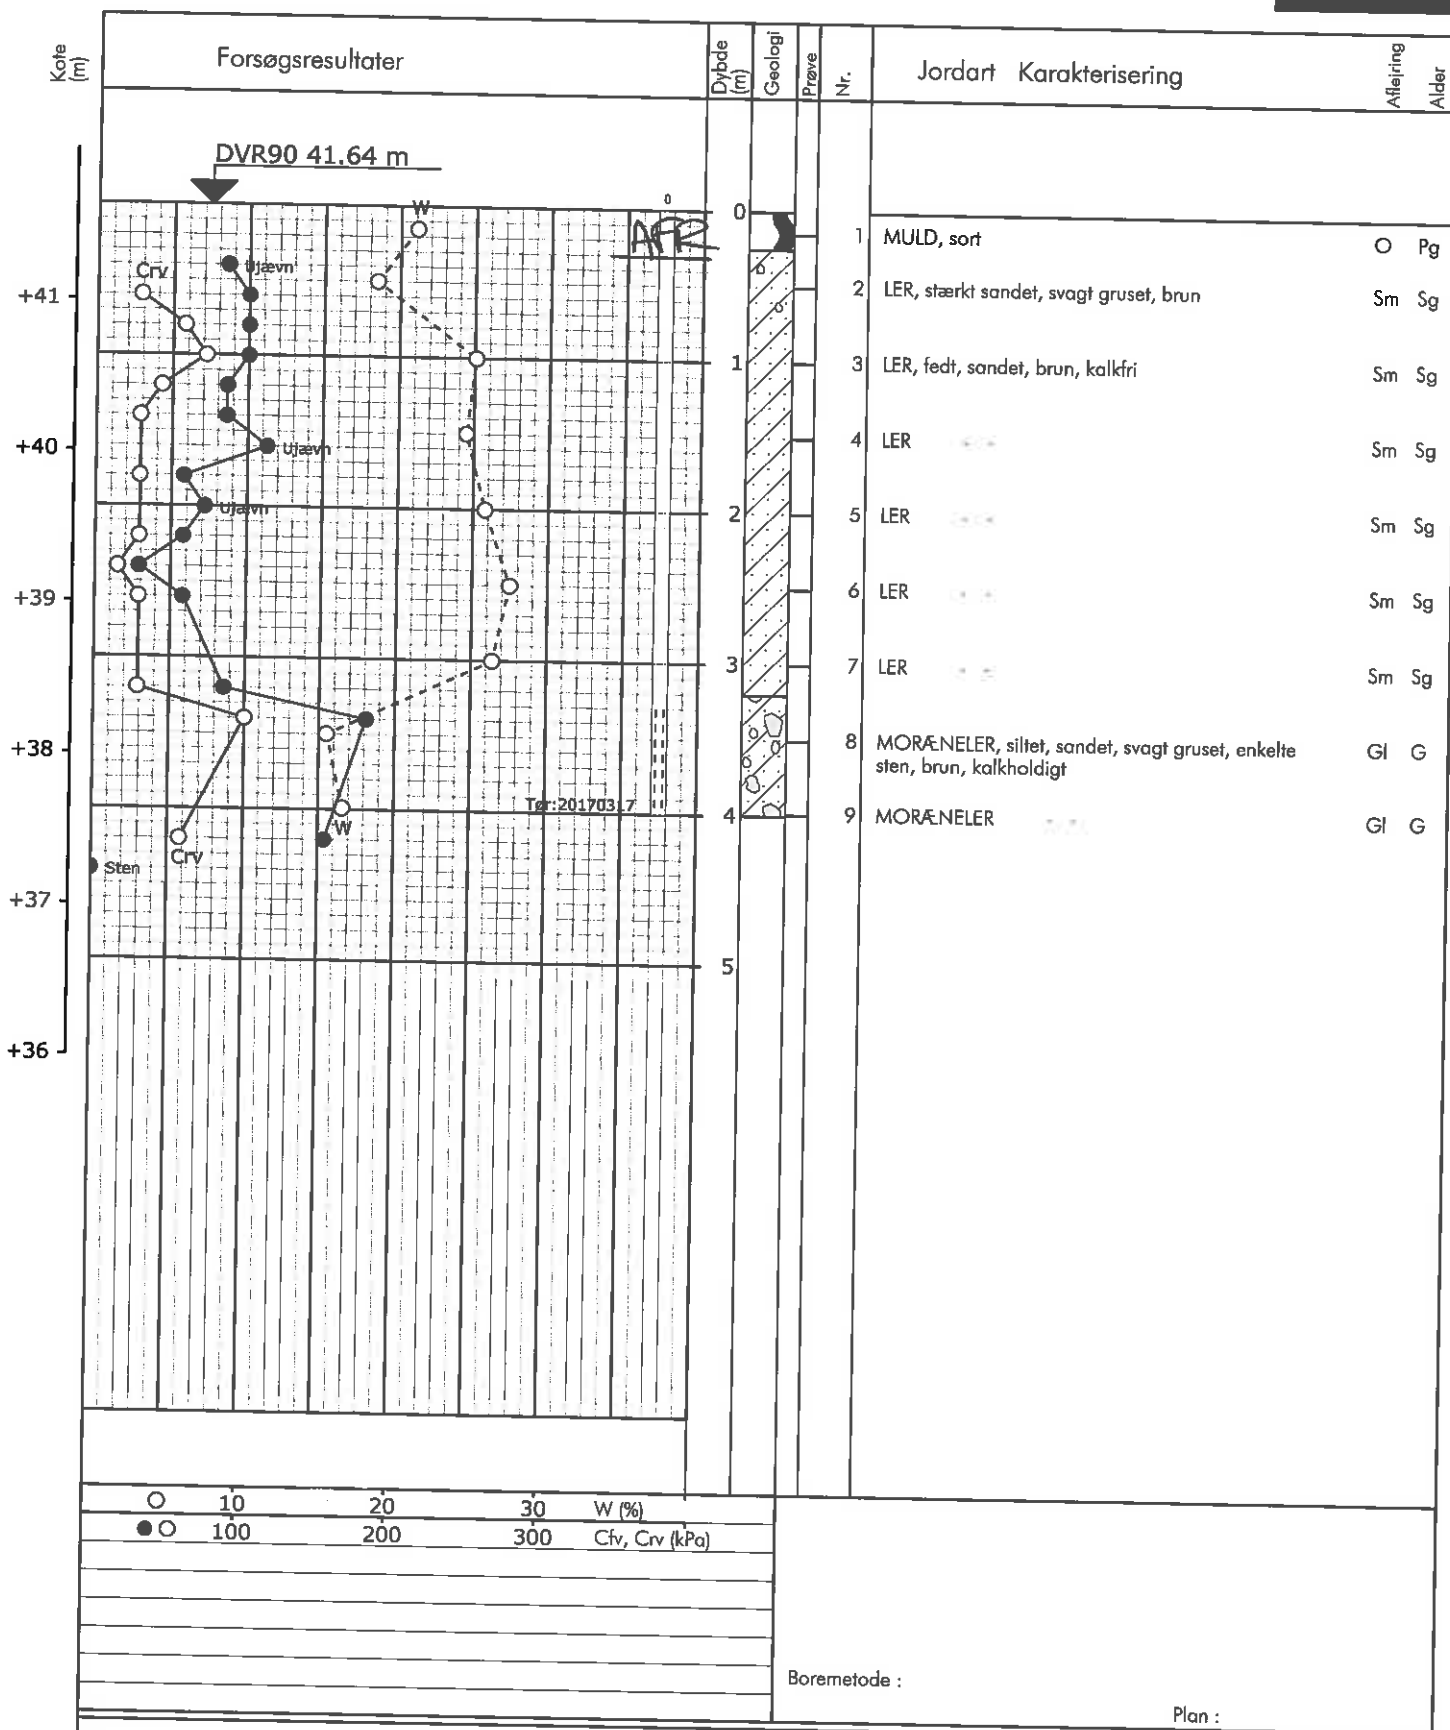 Kote (m)
Forsøgsresultater
Dybde (m)
Geologi
Prøve
Nr.
Jordart Karakterisering
Aflejring
Alder
DVR90 41.64 m
W
0
0
AFR
1 MULD, sort O Pg
Crv
Ujævn
+41
2 LER, stærkt sandet, svagt gruset, brun Sm Sg
1
3 LER, fedt, sandet, brun, kalkfri Sm Sg
+40
Ujævn
4 LER Sm Sg
Ujævn
2
5 LER Sm Sg
+39
6 LER Sm Sg
3
7 LER Sm Sg
+38
8 MORÆNELER, siltet, sandet, svagt gruset, enkelte Gl G
sten, brun, kalkholdigt
Tør:20170317
4
9 MORÆNELER Gl G
W
Crv
Sten
+37
5
+36
10 20 30 W (%)
100 200 300 Cfv, Crv (kPa)
Boremetode :
Plan :